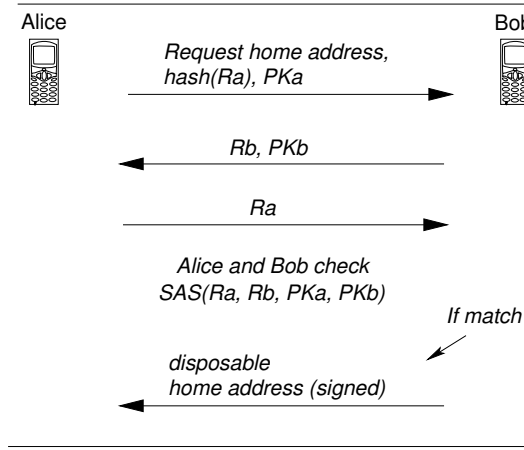 Alice
Bob
Request home address,
hash(Ra), PKa
Rb, PKb
Ra
Alice and Bob check
SAS(Ra, Rb, PKa, PKb)
If match
disposable
home address (signed)